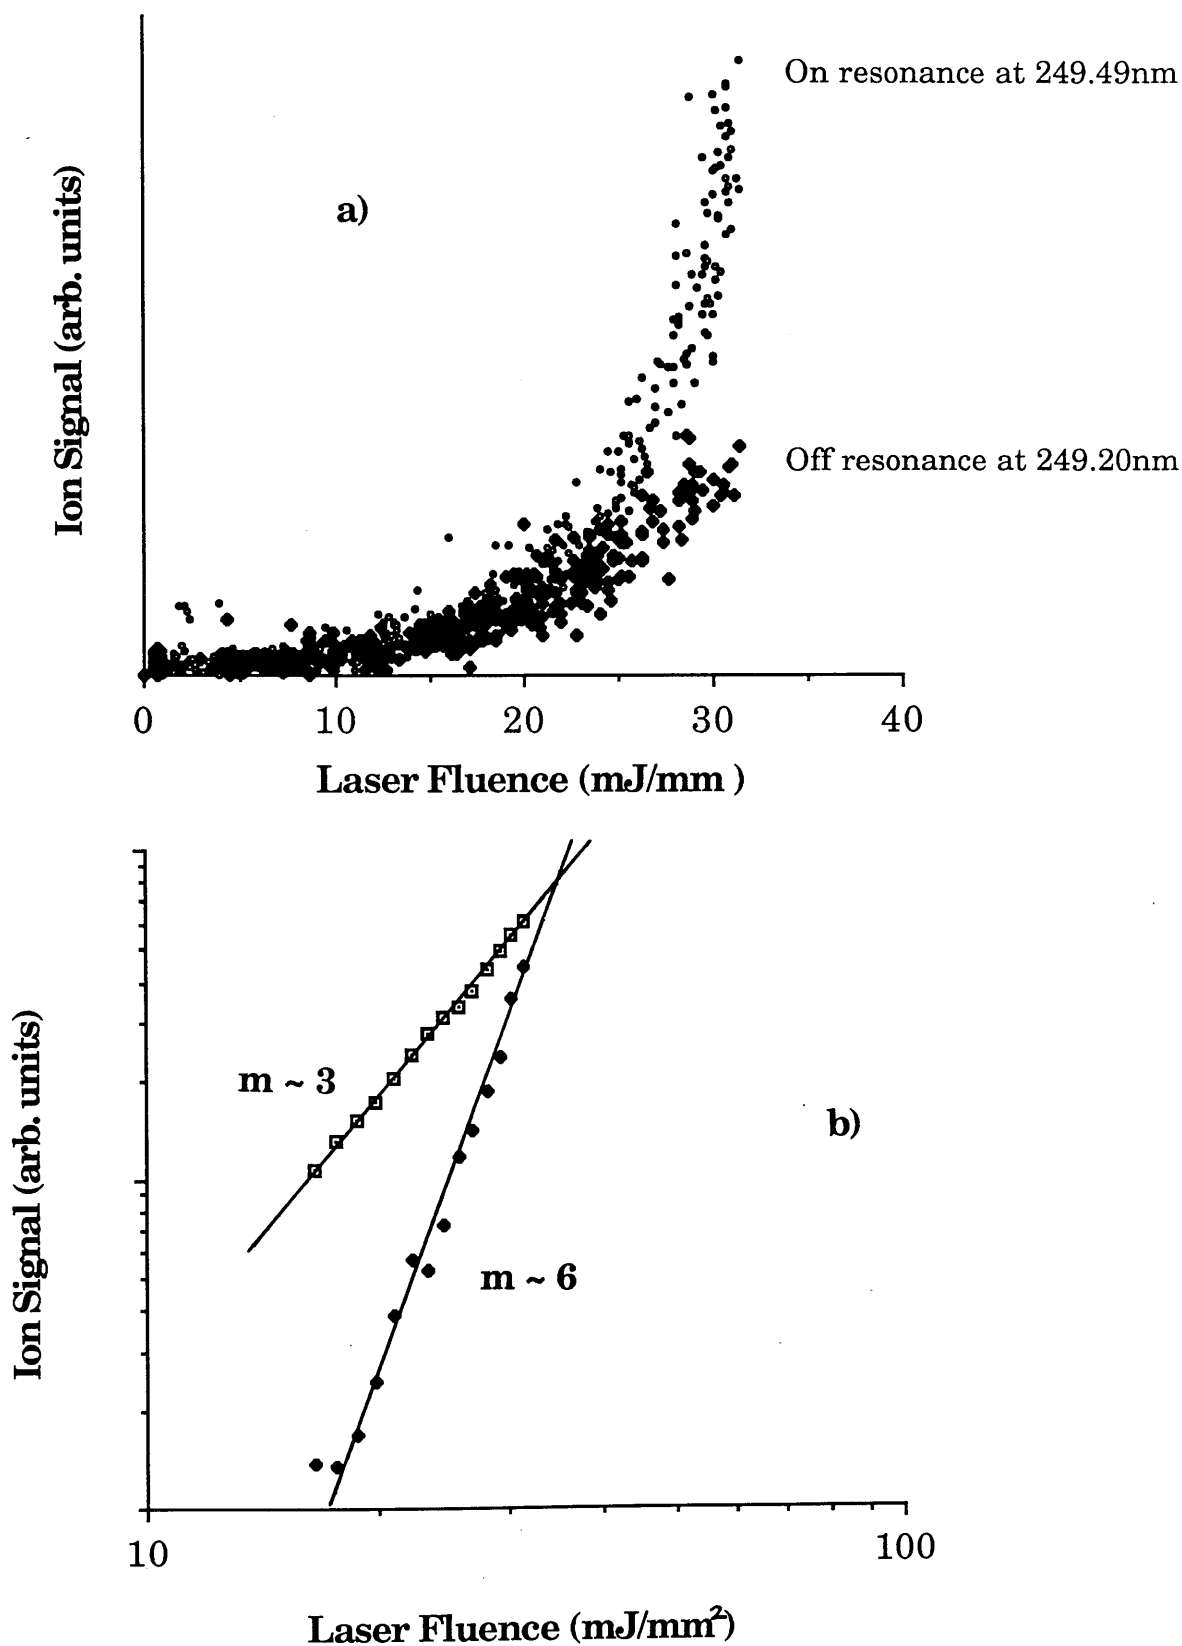 On resonance at 249.49nm
a)
Ion Signal (arb. units)
Off resonance at 249.20nm
0 10 20 30 40
Laser Fluence (mJ/mm )
m ~ 3
b)
Ion Signal (arb. units)
m ~ 6
10 100
Laser Fluence (mJ/mm²)